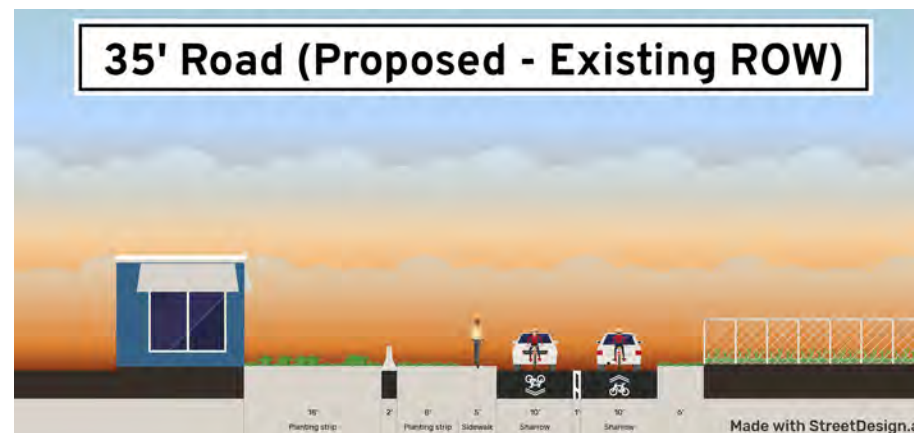 35' Road (Proposed - Existing ROW)
16' 2' 6' 5' 10' 1' 10' 6'
Planting strip Planting strip Sidewalk Sharrow Sharrow
Made with StreetDesign.a